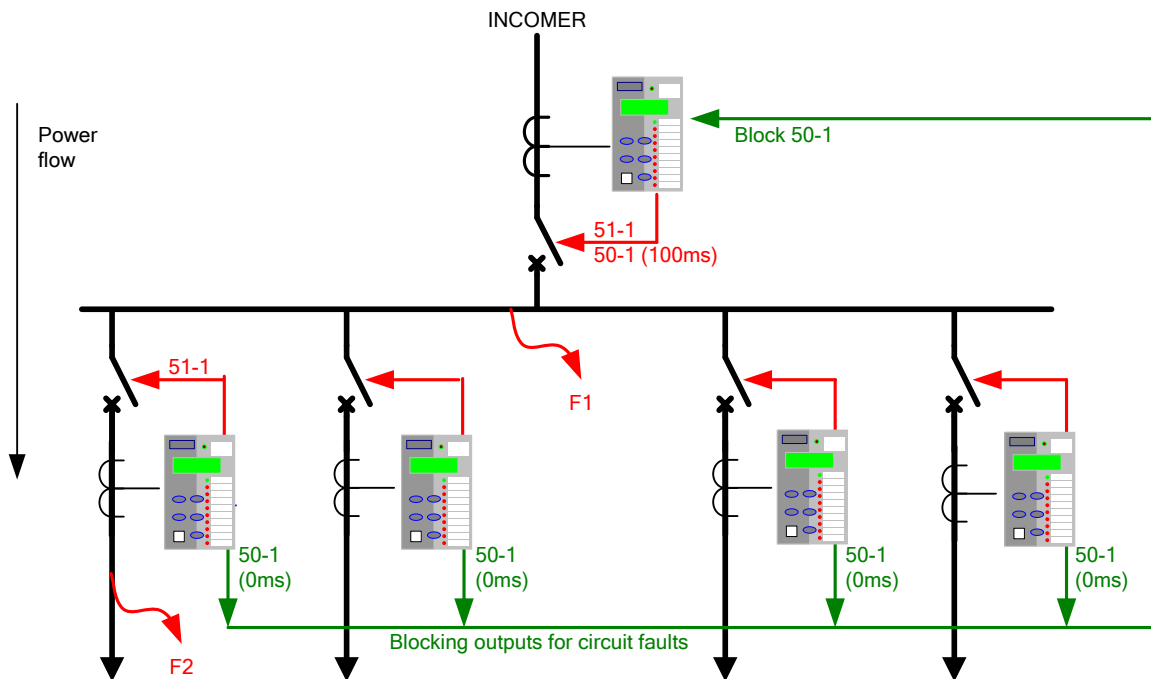 INCOMER
Power
flow
Block 50-1
51-1
50-1 (100ms)
51-1
F1
50-1
(0ms)
50-1
(0ms)
50-1
(0ms)
50-1
(0ms)
Blocking outputs for circuit faults
F2